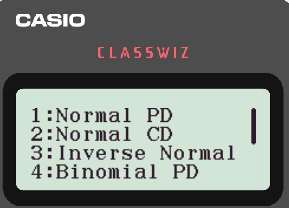 CASIO
CLASSWIZ
1:Normal PD
2:Normal CD
3:Inverse Normal
4:Binomial PD